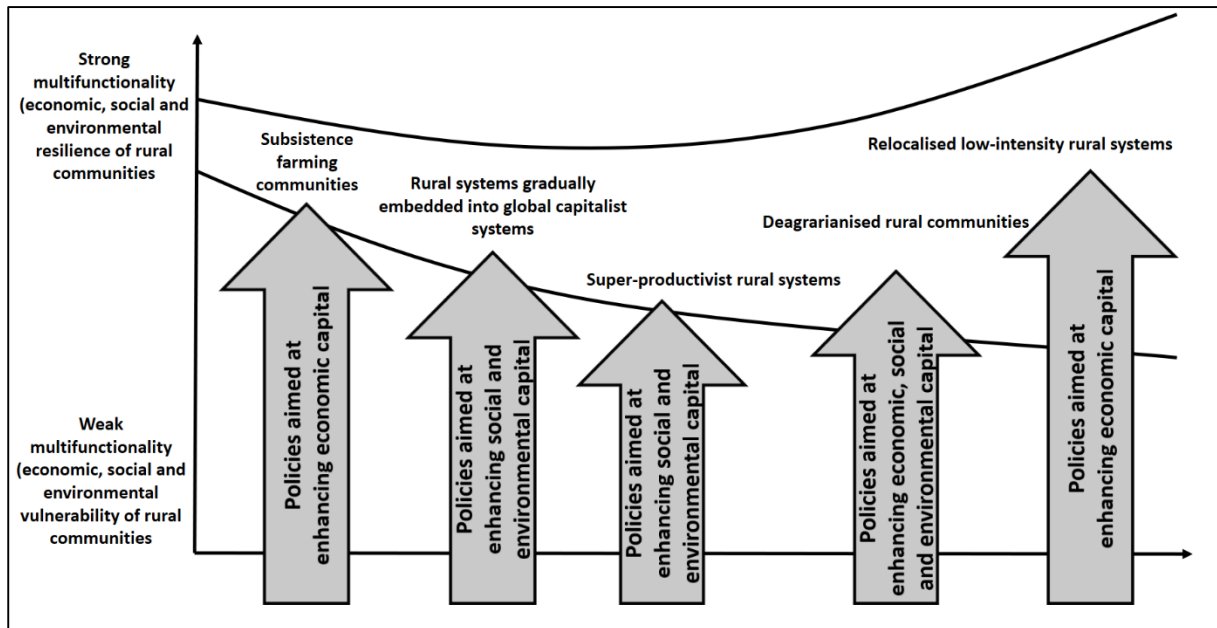 Strong
multifunctionality
(economic, social and
environmental
resilience of rural
communities
Weak
multifunctionality
(economic, social and
environmental
vulnerability of rural
communities
Subsistence
farming
communities
Rural systems gradually
embedded into global capitalist
systems
Super-productivist rural systems
Deagrarianised rural communities
Relocalised low-intensity rural systems
Policies aimed at
enhancing economic capital
Policies aimed at
enhancing social and
environmental capital
Policies aimed at
enhancing social and
environmental capital
Policies aimed at
enhancing economic, social
and environmental capital
Policies aimed at
enhancing economic capital